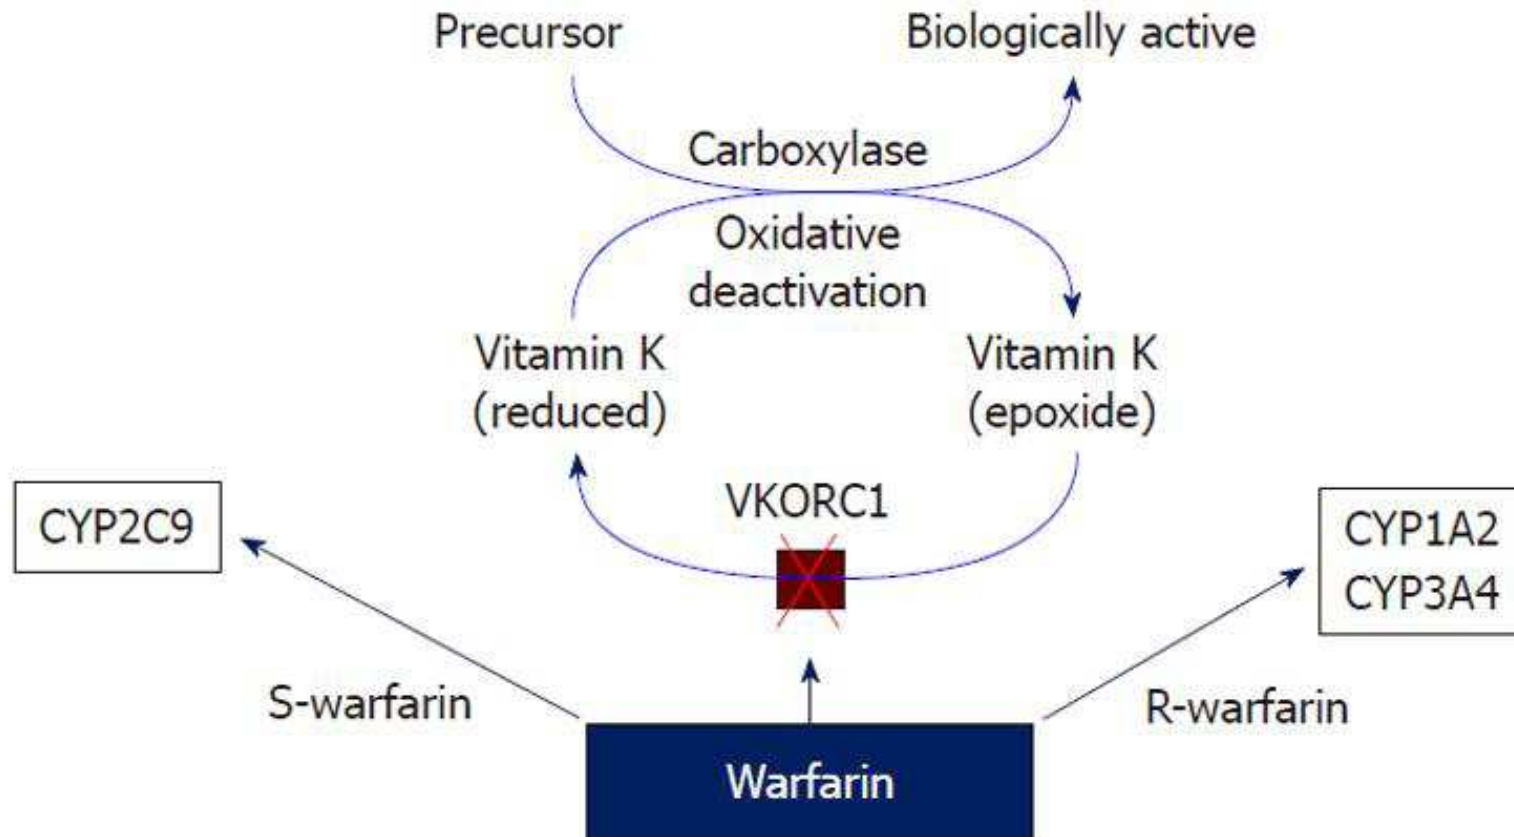 Precursor
Biologically active
Carboxylase
Oxidative
deactivation
Vitamin K
(reduced)
Vitamin K
(epoxide)
VKORC1
CYP2C9
CYP1A2
CYP3A4
S-warfarin
R-warfarin
Warfarin